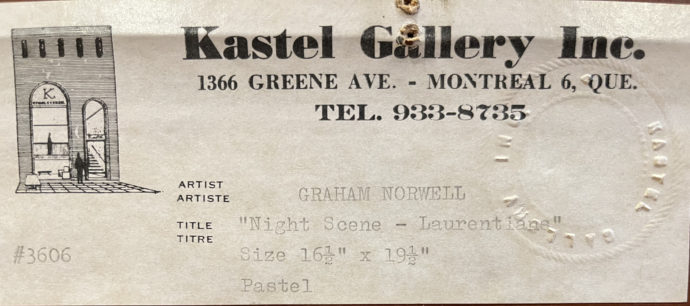 Kastel Gallery Inc.
1366 GREENE AVE. - MONTREAL 6, QUE.
TEL. 933-8735
K
ARTIST
ARTISTE
GRAHAM NORWELL
TITLE
TITRE
"Night Scene - Laurentians"
#3606
Size 16½" x 19½"
Pastel
KASTEL